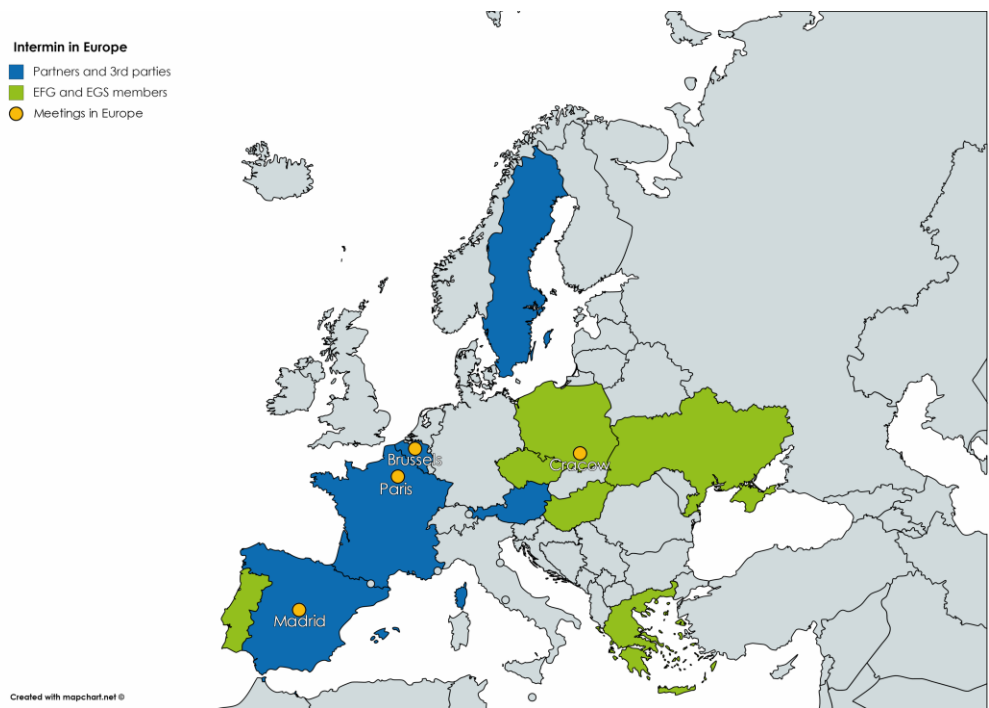 Intermin in Europe
Partners and 3rd parties
EFG and EGS members
Meetings in Europe
Brussels
Cracow
Paris
Madrid
Created with mapchart.net ©